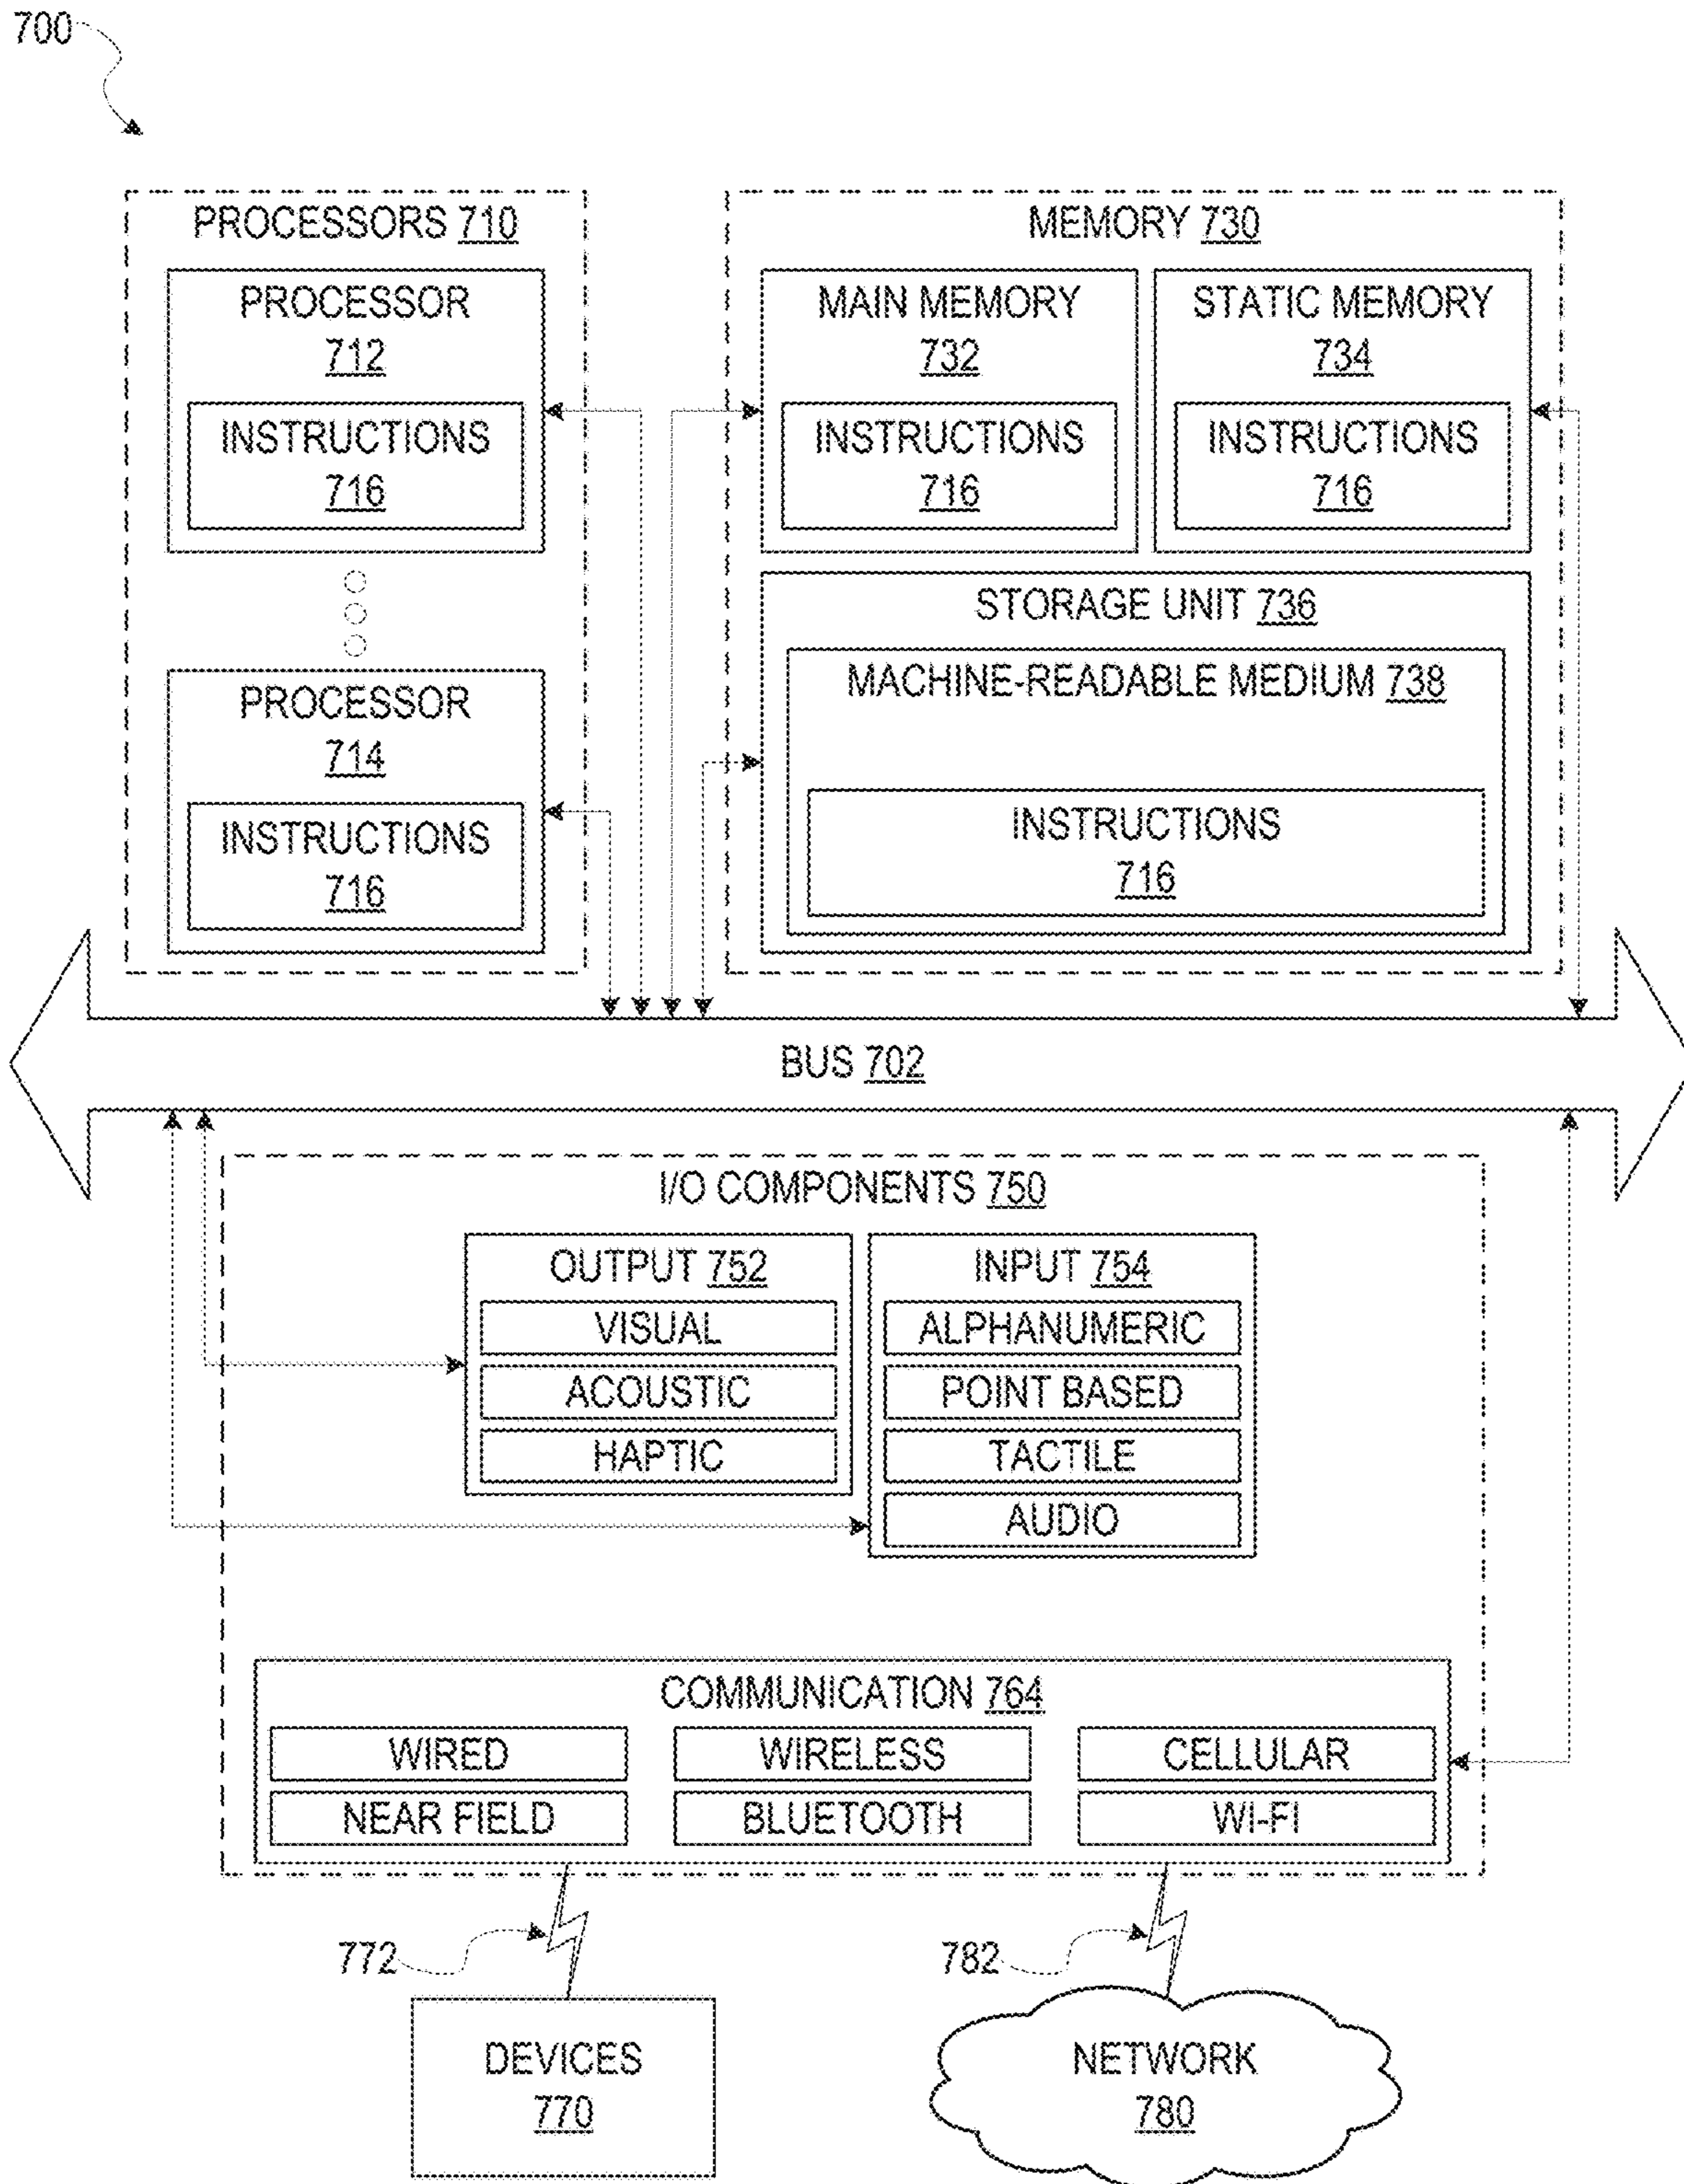 700
PROCESSORS 710
PROCESSOR
712
INSTRUCTIONS
716
PROCESSOR
714
INSTRUCTIONS
716
MEMORY 730
MAIN MEMORY
732
INSTRUCTIONS
716
STATIC MEMORY
734
INSTRUCTIONS
716
STORAGE UNIT 736
MACHINE-READABLE MEDIUM 738
INSTRUCTIONS
716
BUS 702
I/O COMPONENTS 750
OUTPUT 752
VISUAL
ACOUSTIC
HAPTIC
INPUT 754
ALPHANUMERIC
POINT BASED
TACTILE
AUDIO
COMMUNICATION 764
WIRED
WIRELESS
CELLULAR
NEAR FIELD
BLUETOOTH
WI-FI
772
782
DEVICES
770
NETWORK
780